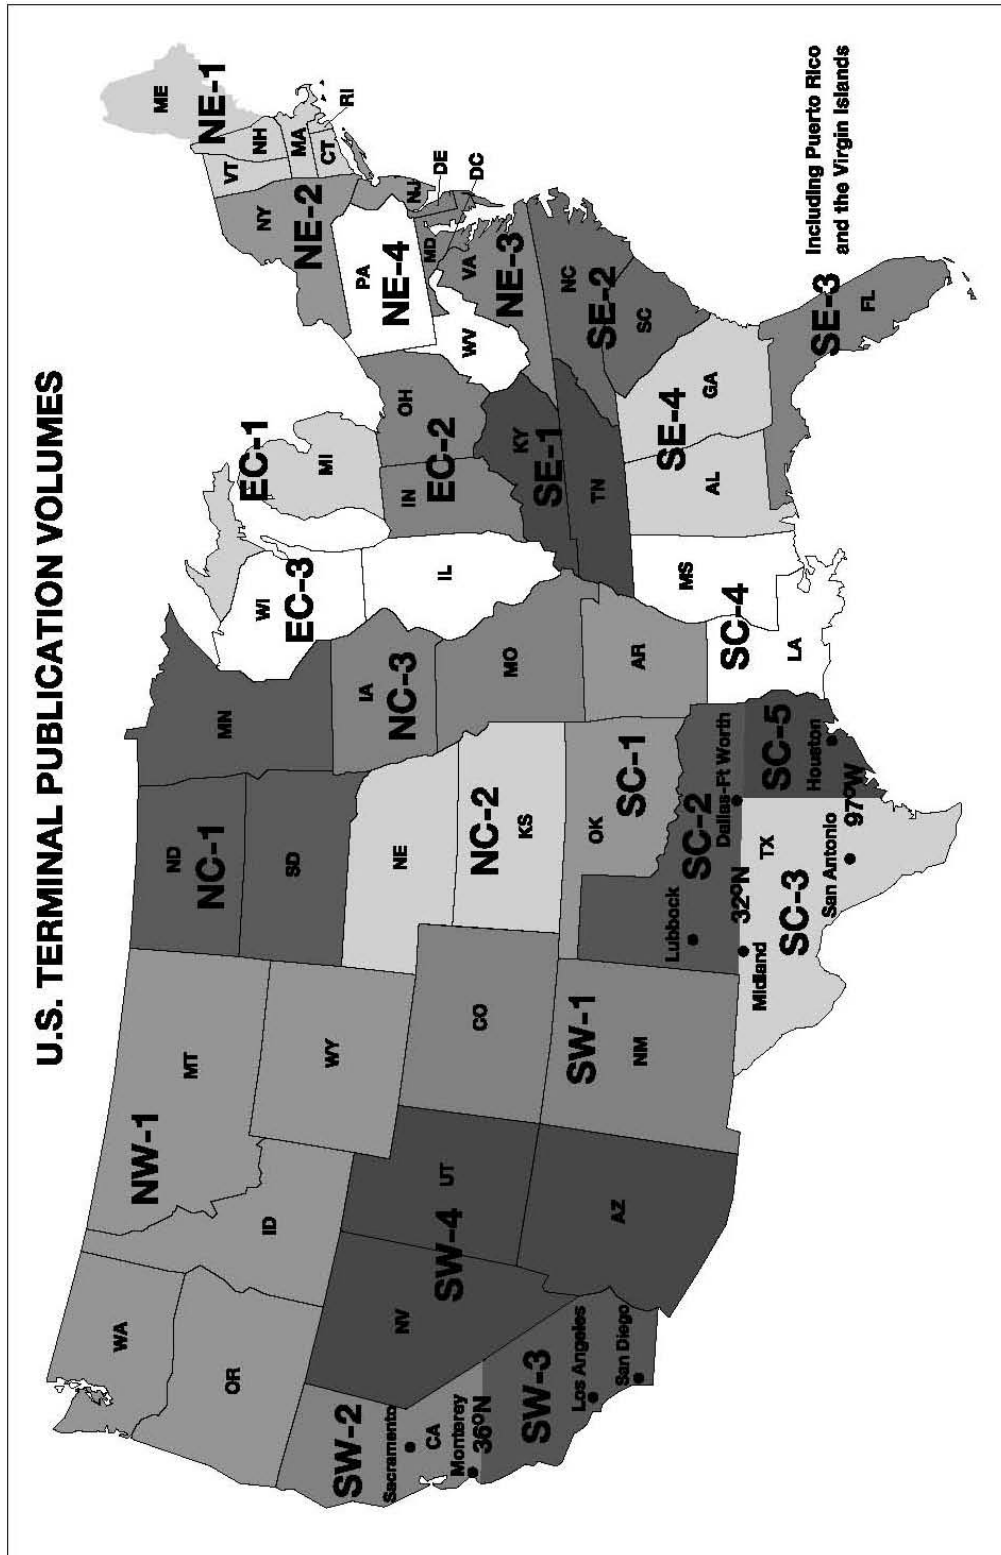 U.S. TERMINAL PUBLICATION VOLUMES
WA
OR
ID
MT
NW-1
WY
ND
NC-1
SD
MN
WI
EC-3
IL
MI
EC-1
IN
OH
EC-2
NY
NE-2
VT
NH
ME
NE-1
MA
CT
RI
PA
NE-4
NJ
DE
DC
MD
WV
VA
NE-3
SW-2
Sacramento
CA
Monterey
36ºN
SW-3
Los Angeles
San Diego
NV
UT
SW-4
AZ
CO
SW-1
NM
NE
NC-2
KS
IA
NC-3
MO
OK
SC-1
AR
KY
SE-1
TN
NC
SE-2
SC
Lubbock
SC-2
Dallas-Ft Worth
32ºN
Midland
TX
SC-3
San Antonio
97ºW
SC-5
Houston
SC-4
LA
MS
AL
SE-4
GA
SE-3
FL
Including Puerto Rico
and the Virgin Islands